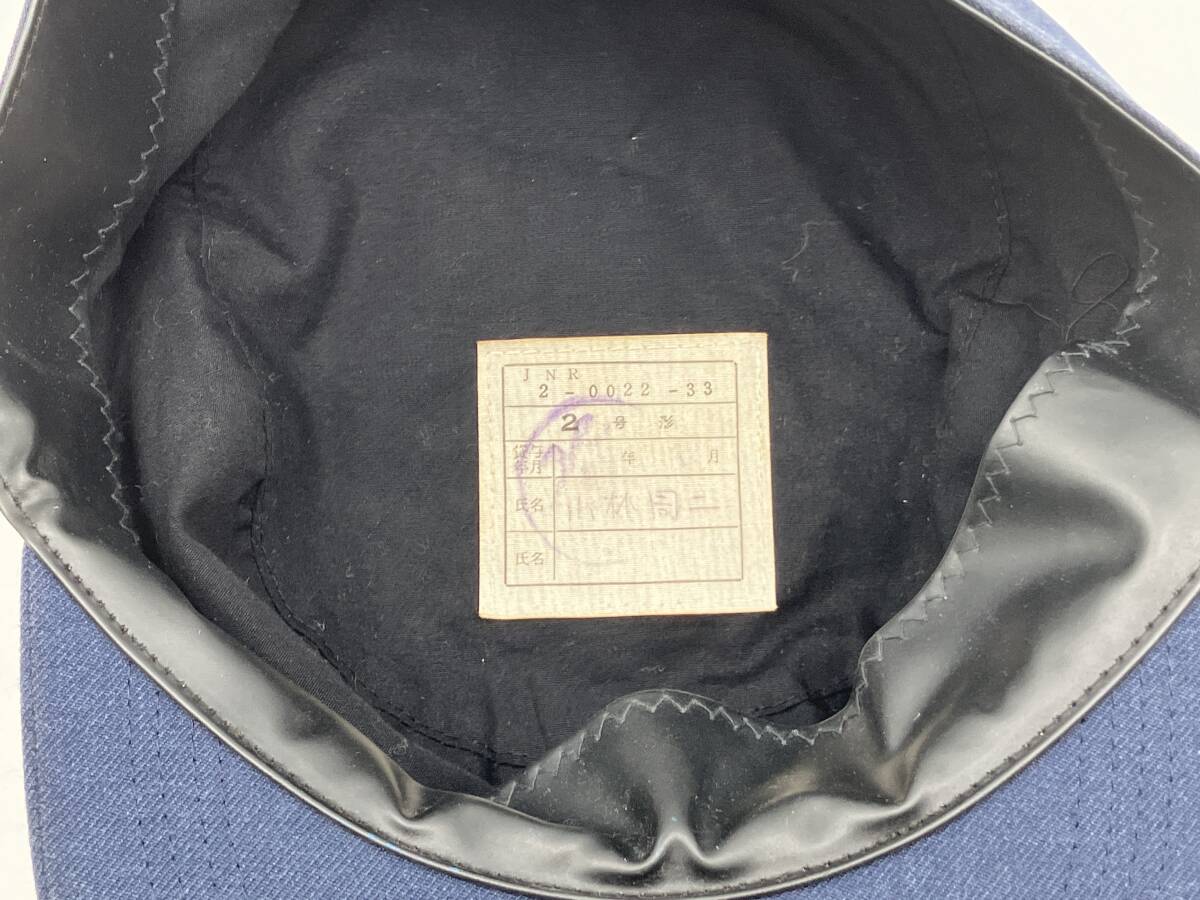 JNR
2-0022-33
2 号形
貸与年月 年 月
氏名 小林周二
氏名